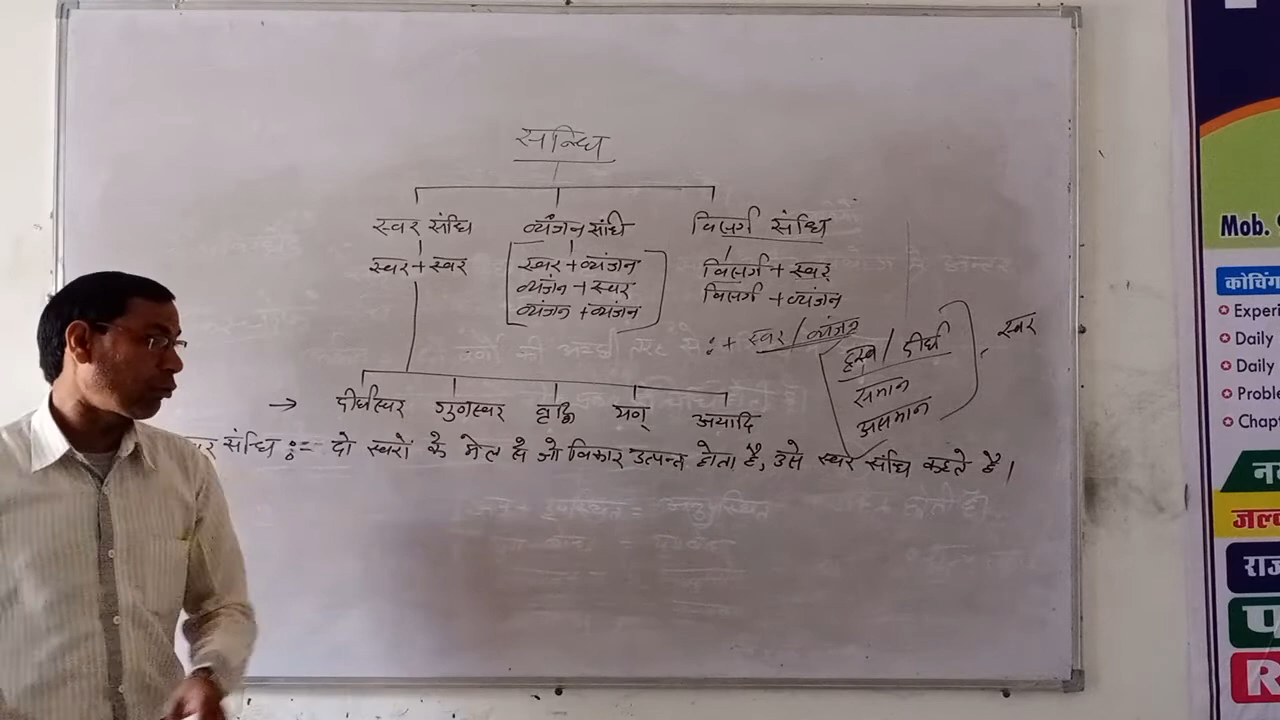 सन्धि
स्वर संधि व्यंजन संधि विसर्ग संधि
स्वर + स्वर स्वर + व्यंजन विसर्ग + स्वर
व्यंजन + स्वर विसर्ग + व्यंजन
व्यंजन + व्यंजन
: + स्वर / व्यंजन
ह्रस्व / दीर्घ
समान
असमान
स्वर
→ दीर्घस्वर गुणस्वर वृद्धि यण् अयादि
संधि :- दो स्वरों के मेल से जो विकार उत्पन्न होता है, उसे स्वर संधि कहते है।
Mob.
कोचिंग
Experi
Daily
Daily
Proble
Chapt